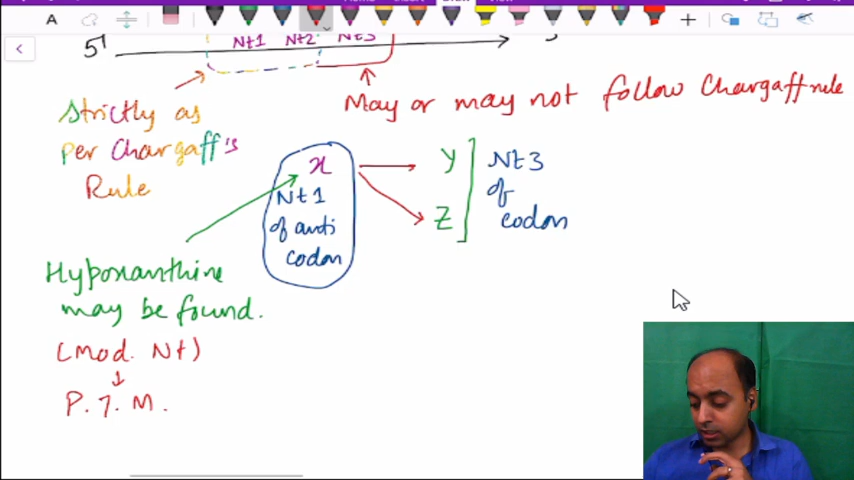 Nt1 Nt2 Nt3
5'
May or may not follow Chargaff rule
Strictly as
per Chargaff's
Rule
x
Nt1
of anti
codon
y
z
Nt3
of
codon
Hypoxanthine
may be found.
(Mod. Nt)
P. T. M.